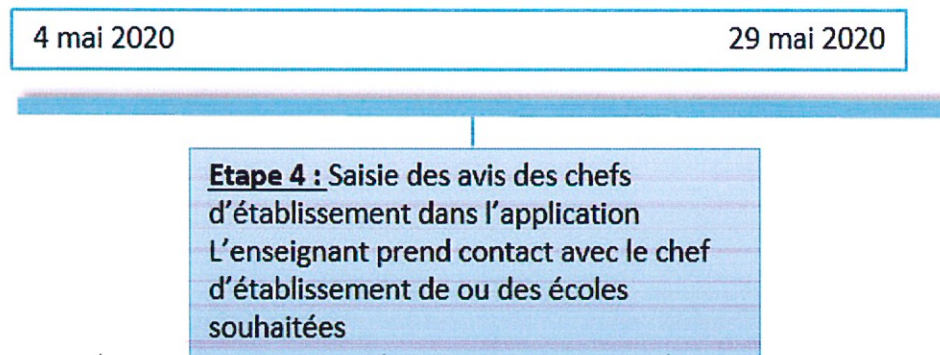 4 mai 2020 29 mai 2020
Etape 4 : Saisie des avis des chefs
d'établissement dans l'application
L'enseignant prend contact avec le chef
d'établissement de ou des écoles
souhaitées